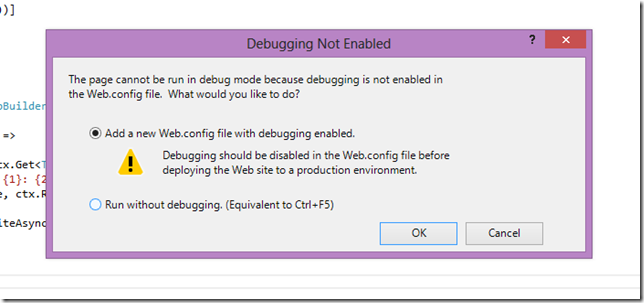 )]
Debugging Not Enabled
?
The page cannot be run in debug mode because debugging is not enabled in
the Web.config file. What would you like to do?
Add a new Web.config file with debugging enabled.
=>
Debugging should be disabled in the Web.config file before
ctx.Get<
deploying the Web site to a production environment.
{1}: {2
e, ctx.R
Run without debugging. (Equivalent to Ctrl+F5)
OK
Cancel